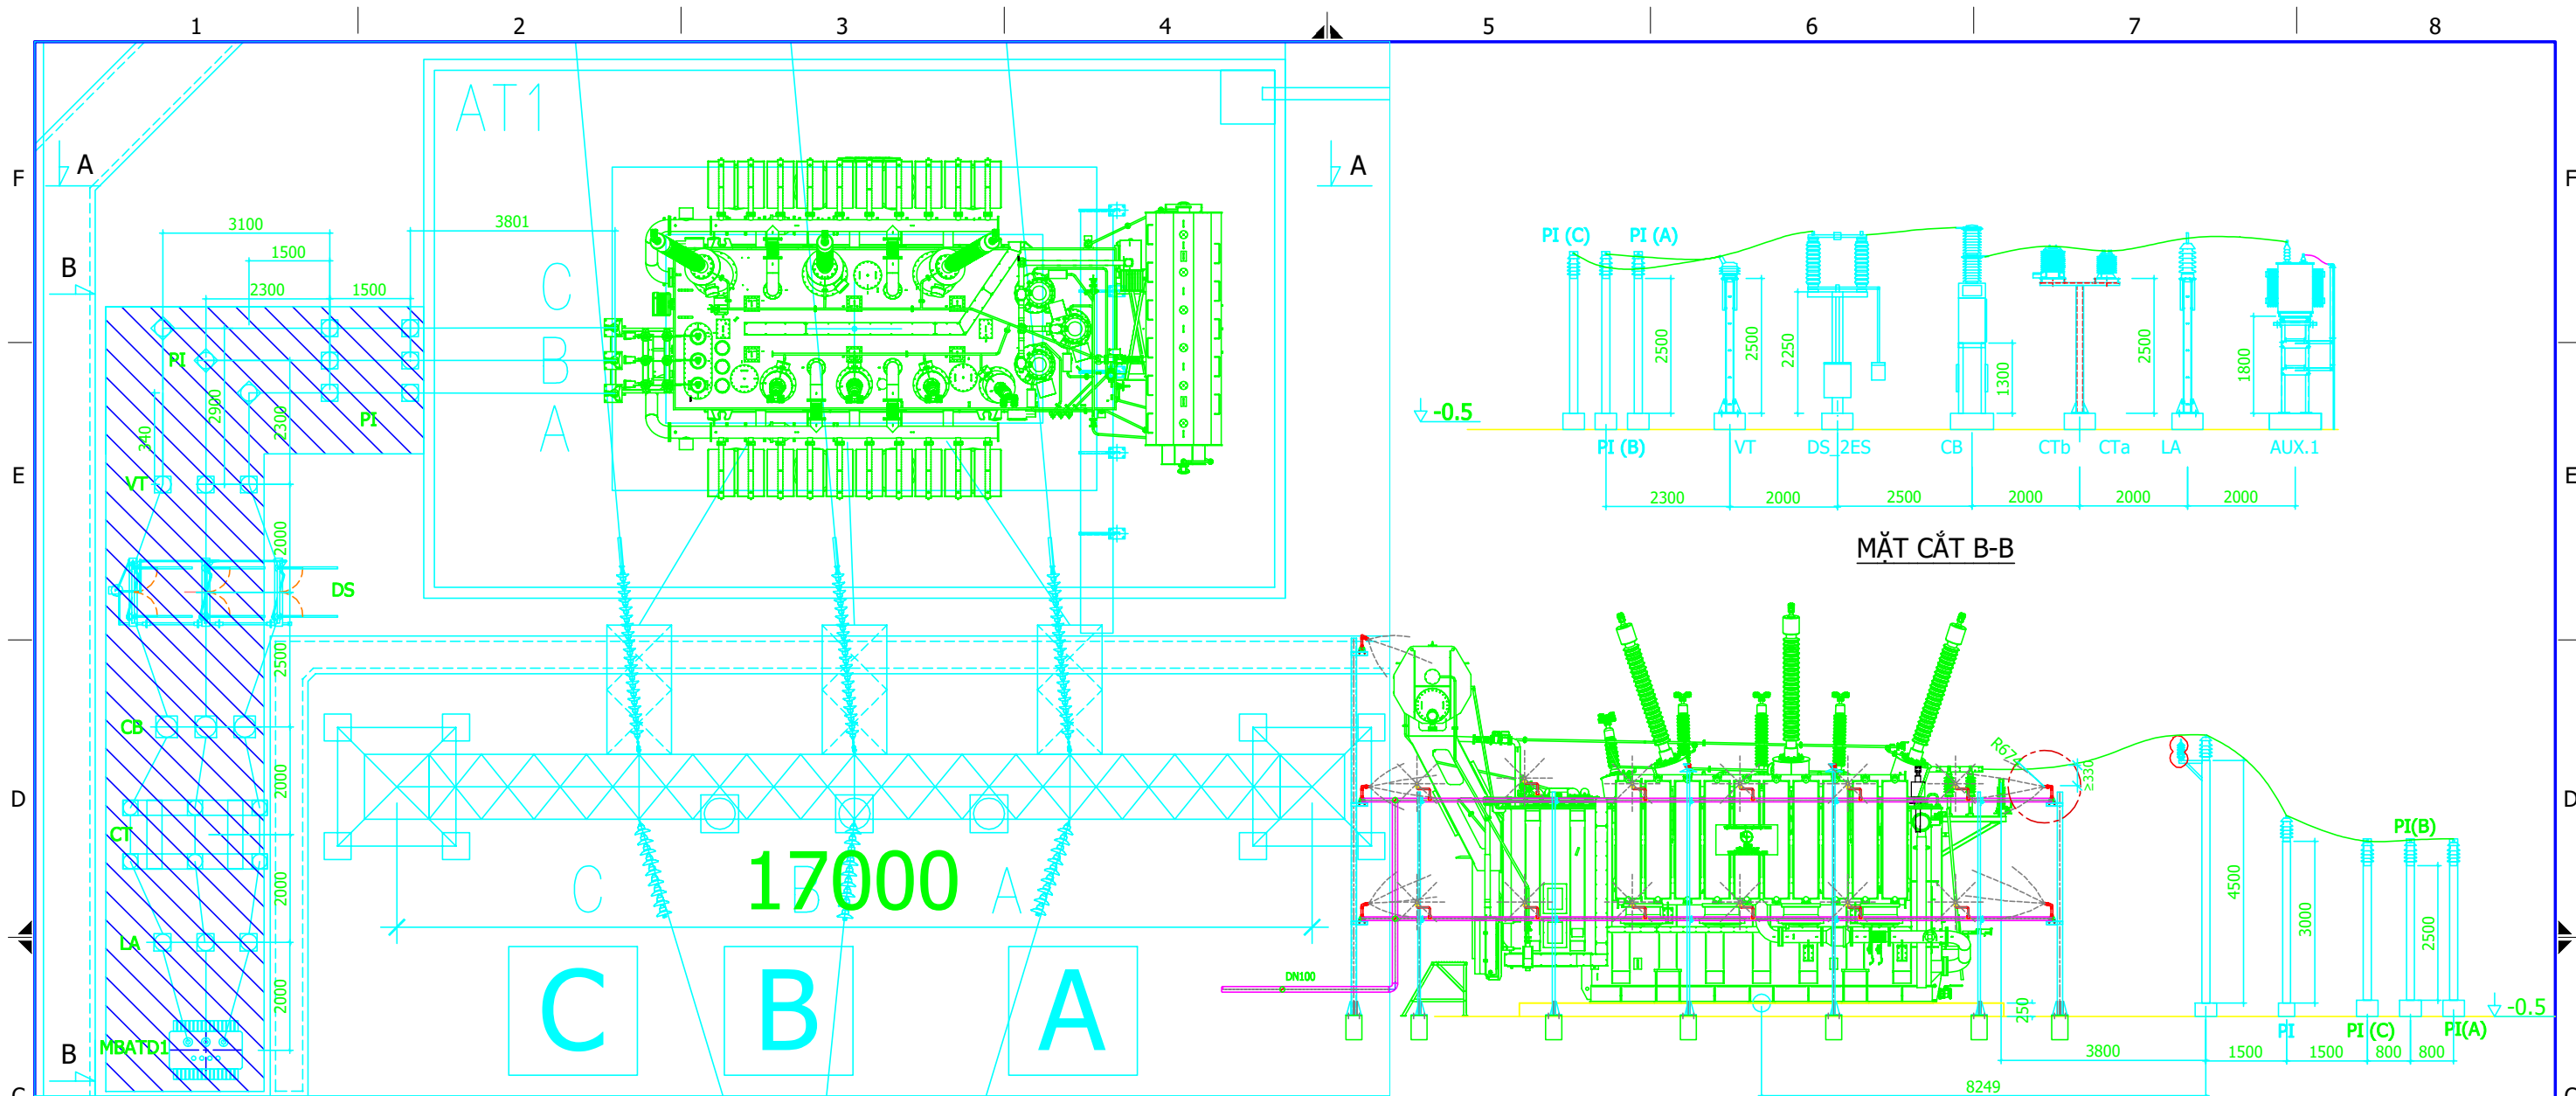 1 2 3 4 5 6 7 8
F
E
D
C
F
E
D
C
A
A
B
B
AT1
3100
3801
1500
2300
1500
C
B
A
PI
PI
2900
2300
340
VT
2000
DS
2500
CB
2000
CT
2000
LA
2000
MBATD1
17000
C B A
C B A
PI (C) PI (A)
2500
2500
2250
1300
2500
1800
-0.5
PI (B) VT DS_2ES CB CTb CTa LA AUX.1
2300 2000 2500 2000 2000 2000
MẶT CẮT B-B
≥330
PI(B)
4500
3000
2500
DN100
250
-0.5
PI PI (C) PI(A)
3800 1500 1500 800 800
8249